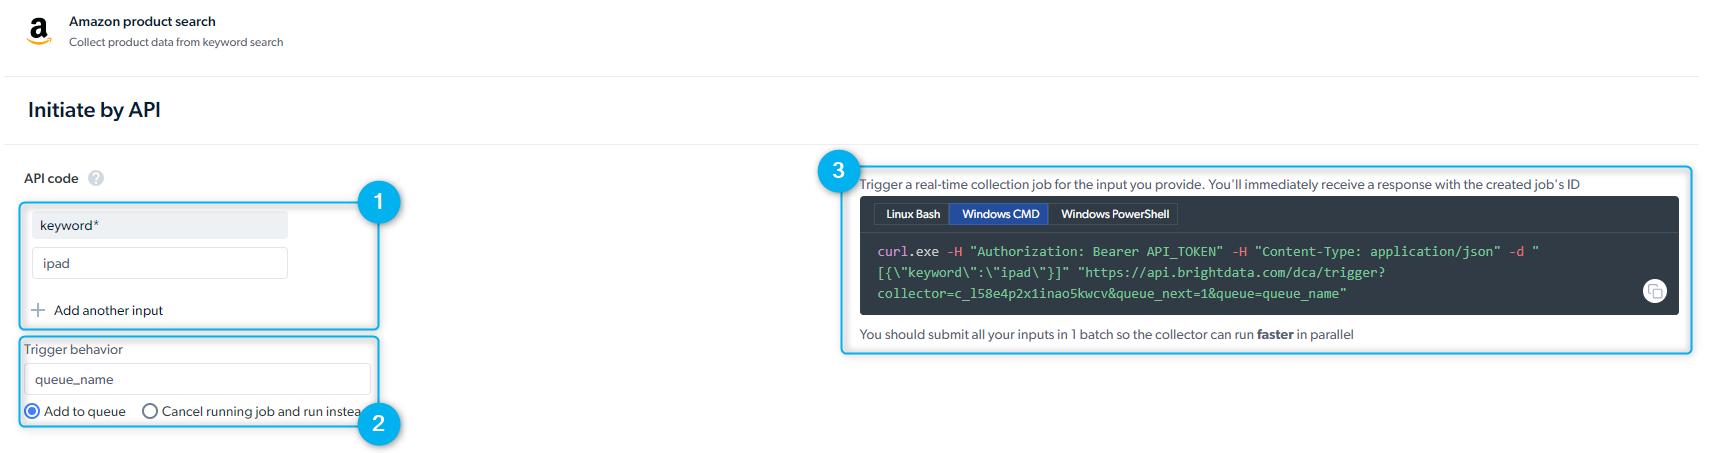 Amazon product search
Collect product data from keyword search
Initiate by API
API code ?
1
keyword*
ipad
Add another input
Trigger behavior
queue_name
Add to queue Cancel running job and run
2
3
Trigger a real-time collection job for the input you provide. You'll immediately receive a response with the created job's ID
Linux Bash Windows CMD Windows PowerShell
curl.exe -H "Authorization: Bearer API_TOKEN" -H "Content-Type: application/json" -d "
[{\"keyword\":\"ipad\"}]" "https://api.brightdata.com/dca/trigger?
collector=c_l58e4p2x1inao5kwcv&queue_next=1&queue=queue_name"
You should submit all your inputs in 1 batch so the collector can run faster in parallel